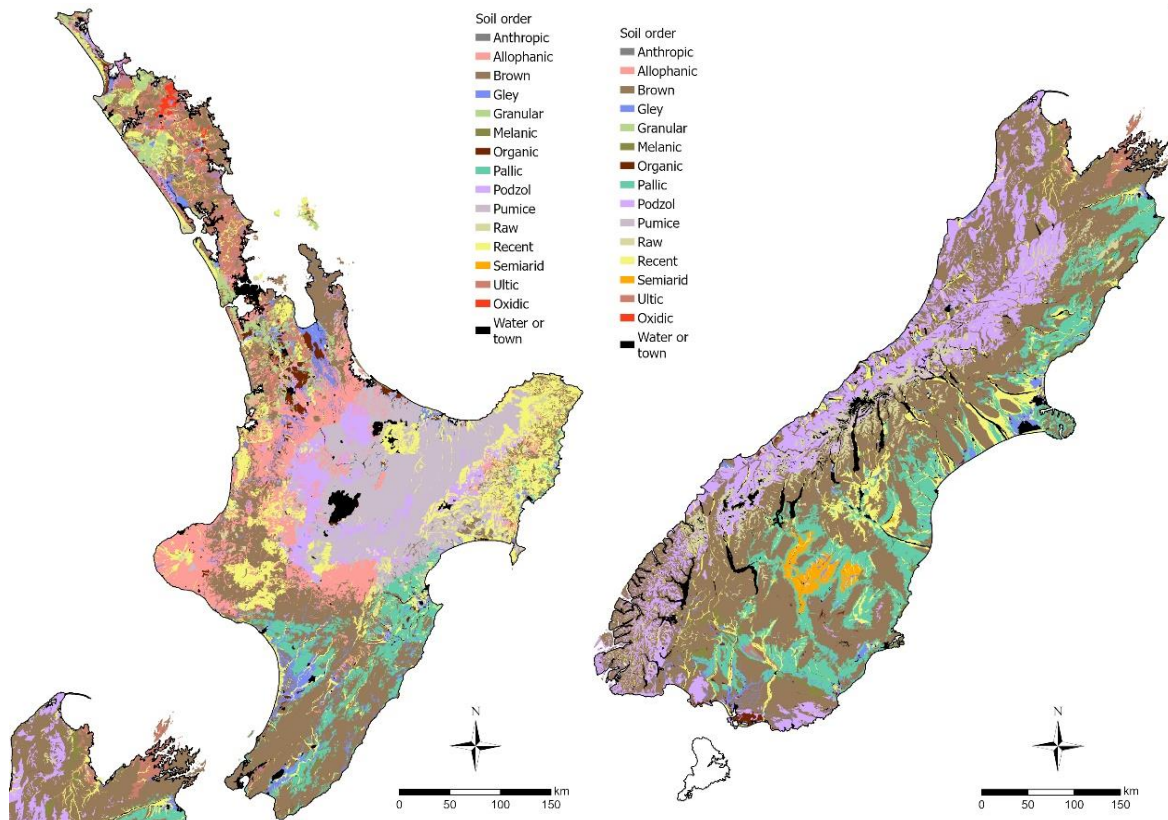 Soil order
Anthropic
Allophanic
Brown
Gley
Granular
Melanic
Organic
Pallic
Podzol
Pumice
Raw
Recent
Semiarid
Ultic
Oxidic
Water or
town
N
km
0 50 100 150
Soil order
Anthropic
Allophanic
Brown
Gley
Granular
Melanic
Organic
Pallic
Podzol
Pumice
Raw
Recent
Semiarid
Ultic
Oxidic
Water or
town
N
km
0 50 100 150